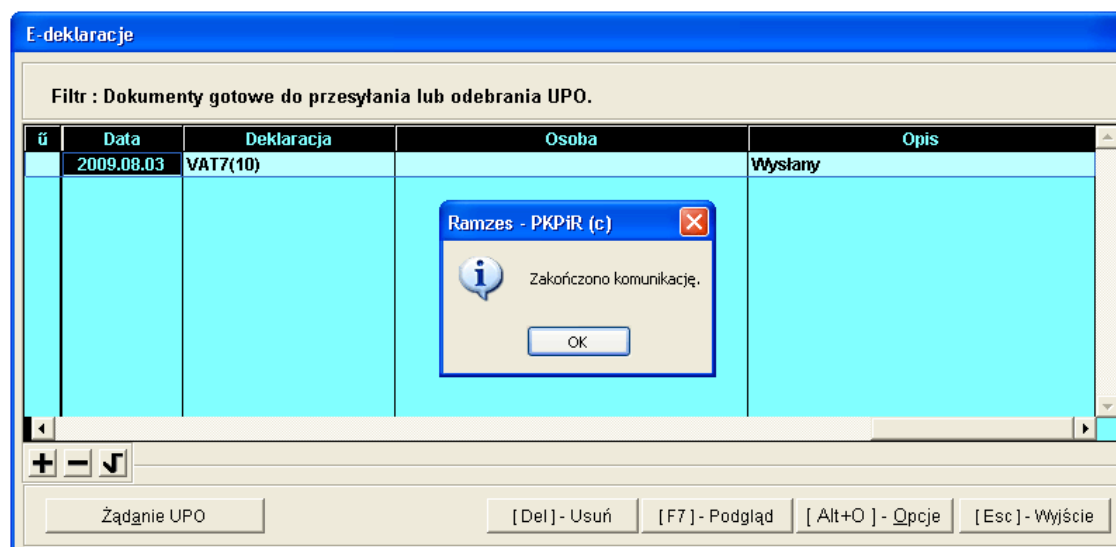 E-deklaracje
Filtr : Dokumenty gotowe do przesyłania lub odebrania UPO.
ű Data Deklaracja Osoba Opis
2009.08.03 VAT7(10) Wysłany
Ramzes - PKPiR (c)
Zakończono komunikację.
OK
Żądanie UPO [Del] - Usuń [F7] - Podgląd [ Alt+O ] - Opcje [Esc] - Wyjście